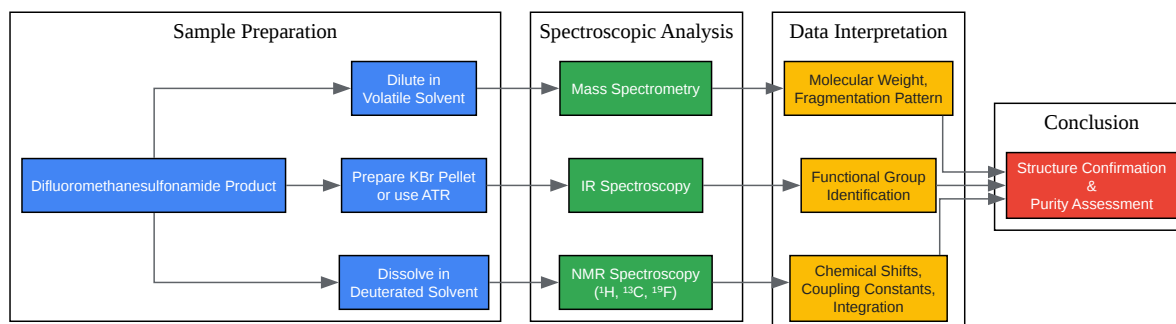 Sample Preparation
Spectroscopic Analysis
Data Interpretation
Conclusion
Dilute in
Volatile Solvent
Mass Spectrometry
Molecular Weight,
Fragmentation Pattern
Difluoromethanesulfonamide Product
Prepare KBr Pellet
or use ATR
IR Spectroscopy
Functional Group
Identification
Structure Confirmation
&
Purity Assessment
Dissolve in
Deuterated Solvent
NMR Spectroscopy
(¹H, ¹³C, ¹⁹F)
Chemical Shifts,
Coupling Constants,
Integration